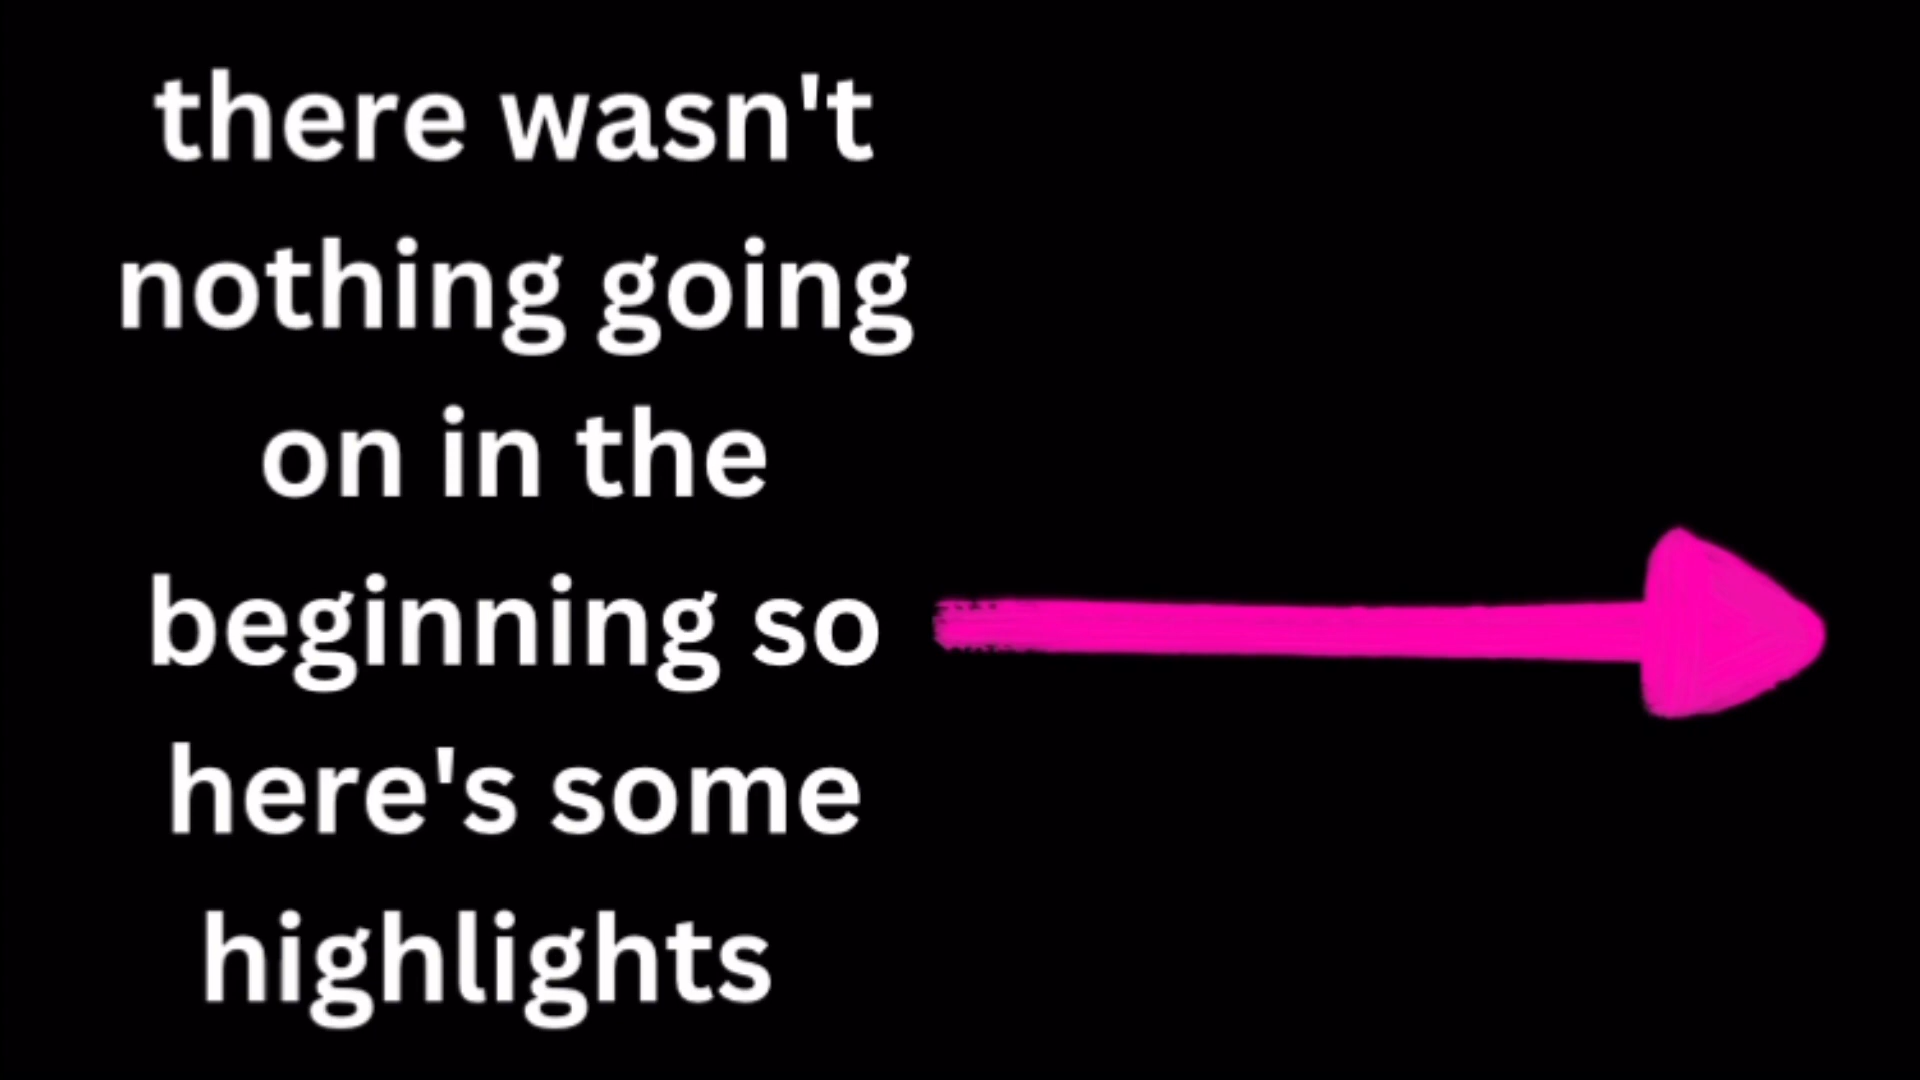 there wasn't
nothing going
on in the
beginning so
here's some
highlights